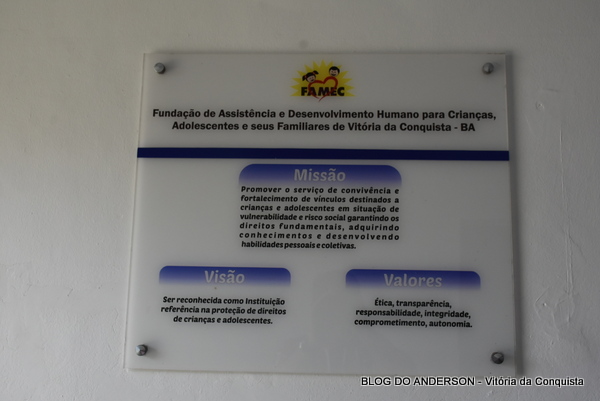 FAMEC
Fundação de Assistência e Desenvolvimento Humano para Crianças,
Adolescentes e seus Familiares de Vitória da Conquista - BA
Missão
Promover o serviço de convivência e
fortalecimento de vínculos destinados a
crianças e adolescentes em situação de
vulnerabilidade e risco social garantindo os
direitos fundamentais, adquirindo
conhecimentos e desenvolvendo
habilidades pessoais e coletivas.
Visão
Ser reconhecida como Instituição
referência na proteção de direitos
de crianças e adolescentes.
Valores
Ética, transparência,
responsabilidade, integridade,
comprometimento, autonomia.
BLOG DO ANDERSON - Vitória da Conquista